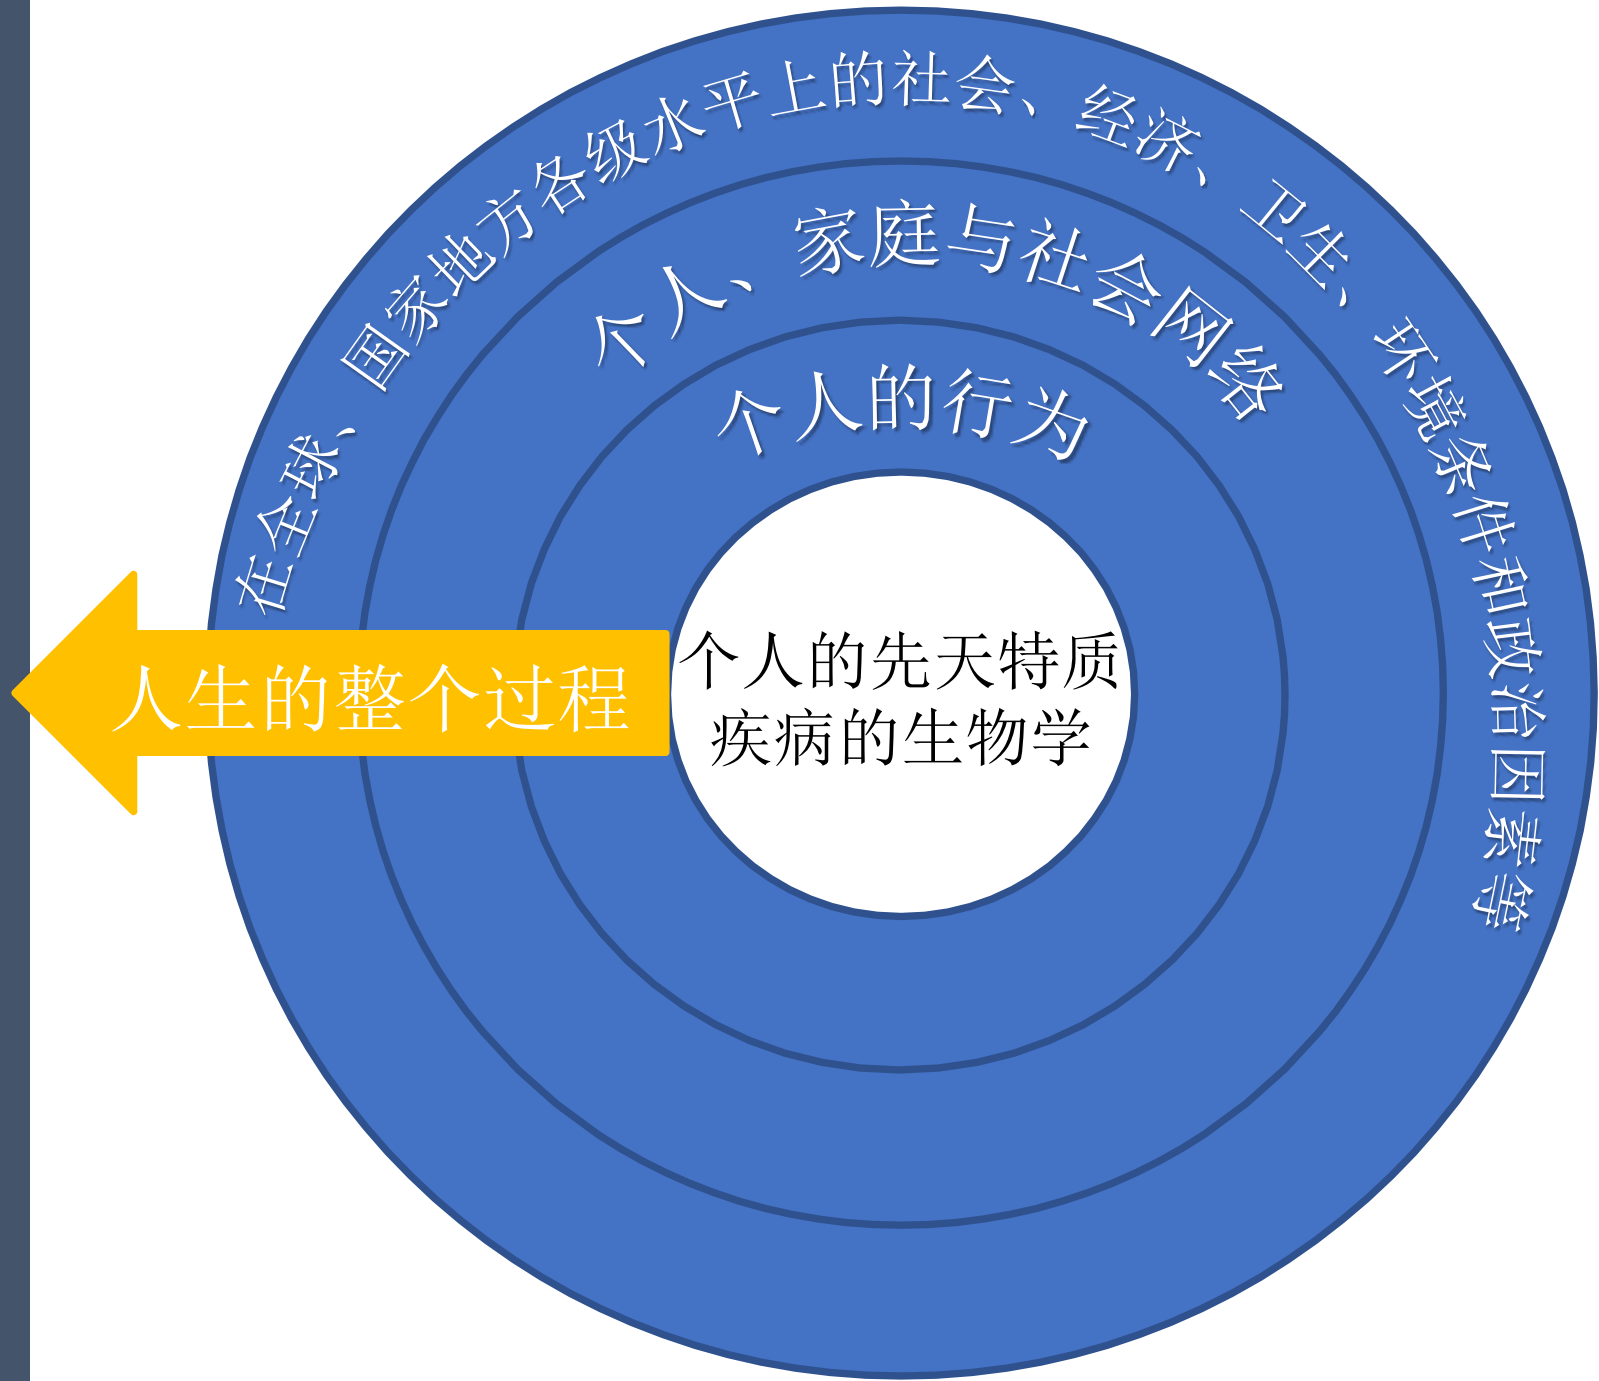 在全球、国家地方各级水平上的社会、经济、卫生、环境条件和政治因素等
个人、家庭与社会网络
个人的行为
个人的先天特质
疾病的生物学
人生的整个过程